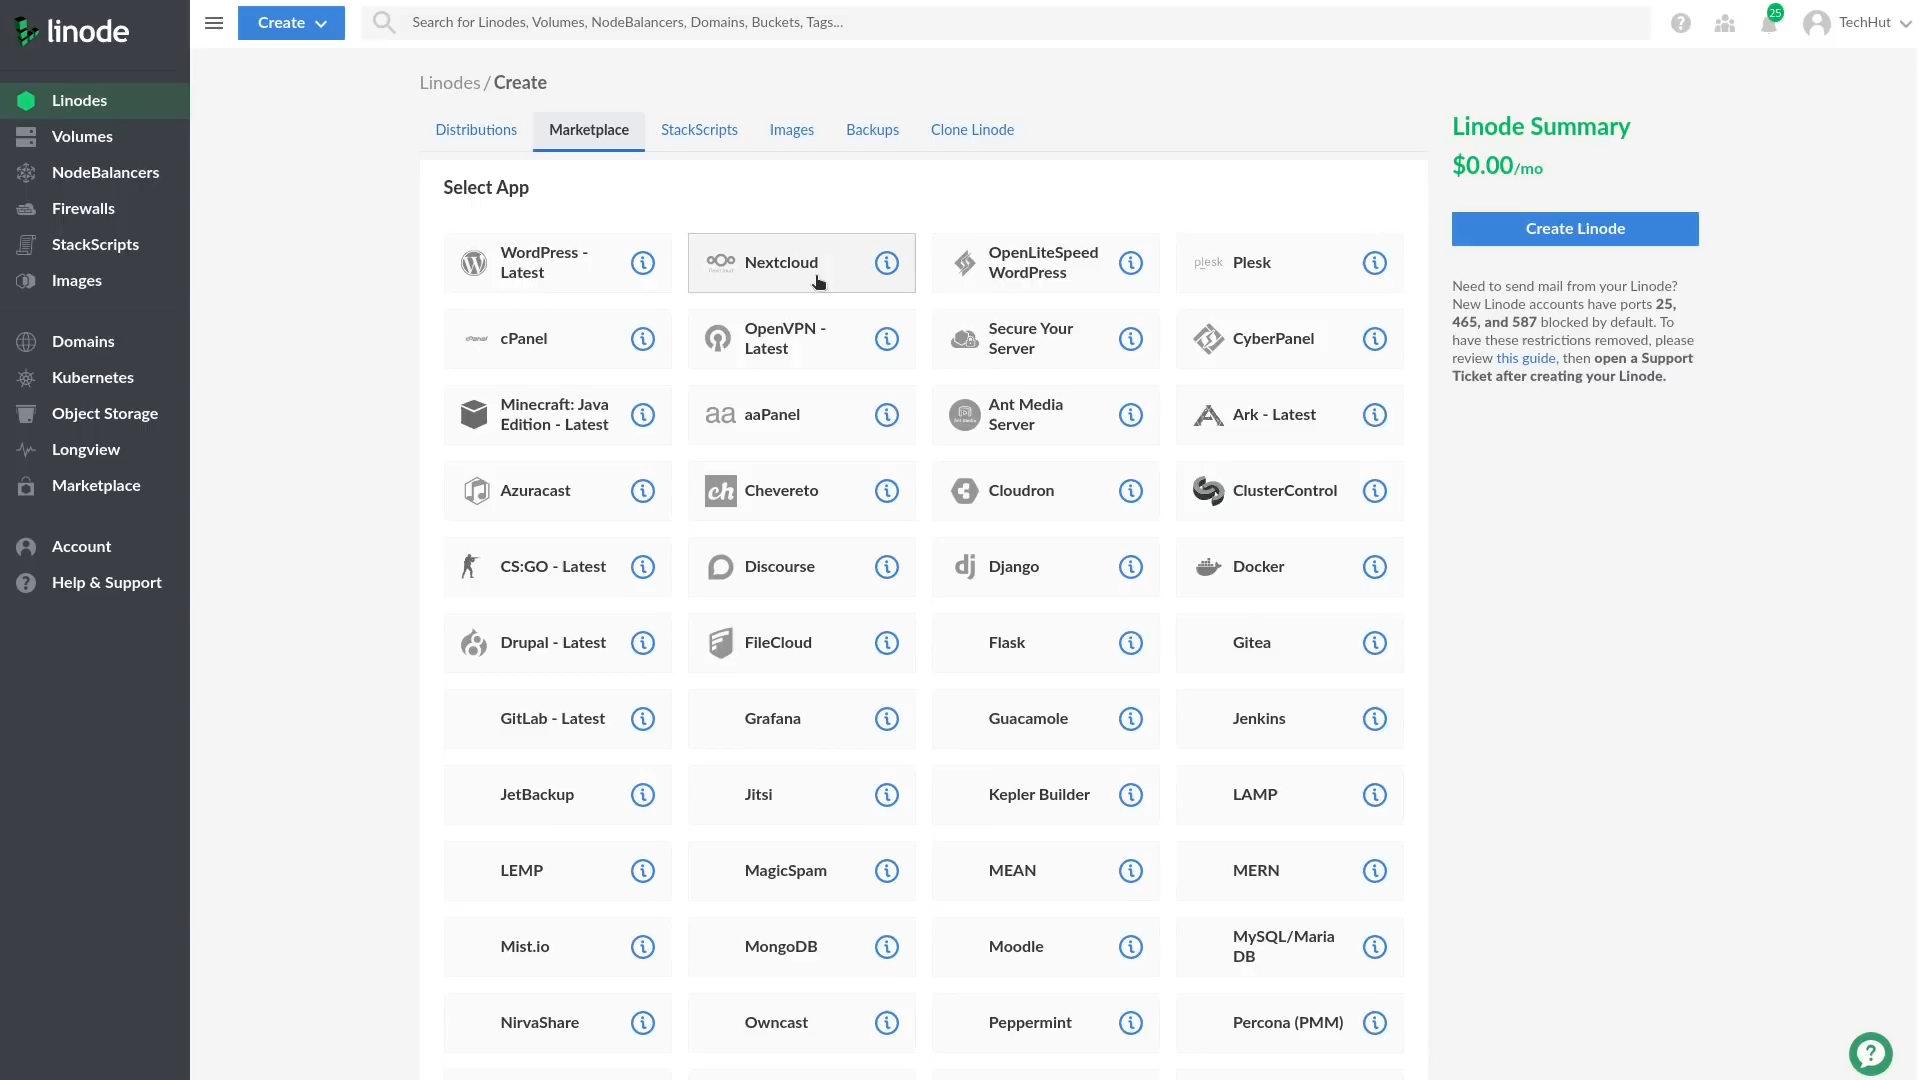 linode
Create
Search for Linodes, Volumes, NodeBalancers, Domains, Buckets, Tags...
25
TechHut
Linodes
Volumes
NodeBalancers
Firewalls
StackScripts
Images
Domains
Kubernetes
Object Storage
Longview
Marketplace
Account
Help & Support
Linodes / Create
Distributions
Marketplace
StackScripts
Images
Backups
Clone Linode
Select App
WordPress -
Latest
Nextcloud
OpenLiteSpeed
WordPress
plesk
Plesk
cPanel
cPanel
OpenVPN -
Latest
Secure Your
Server
CyberPanel
Minecraft: Java
Edition - Latest
aa
aaPanel
Ant Media
Server
Ark - Latest
Azuracast
ch
Chevereto
Cloudron
ClusterControl
CS:GO - Latest
Discourse
dj
Django
Docker
Drupal - Latest
FileCloud
Flask
Gitea
GitLab - Latest
Grafana
Guacamole
Jenkins
JetBackup
Jitsi
Kepler Builder
LAMP
LEMP
MagicSpam
MEAN
MERN
Mist.io
MongoDB
Moodle
MySQL/Maria
DB
NirvaShare
Owncast
Peppermint
Percona (PMM)
Linode Summary
$0.00/mo
Create Linode
Need to send mail from your Linode?
New Linode accounts have ports 25,
465, and 587 blocked by default. To
have these restrictions removed, please
review this guide, then open a Support
Ticket after creating your Linode.